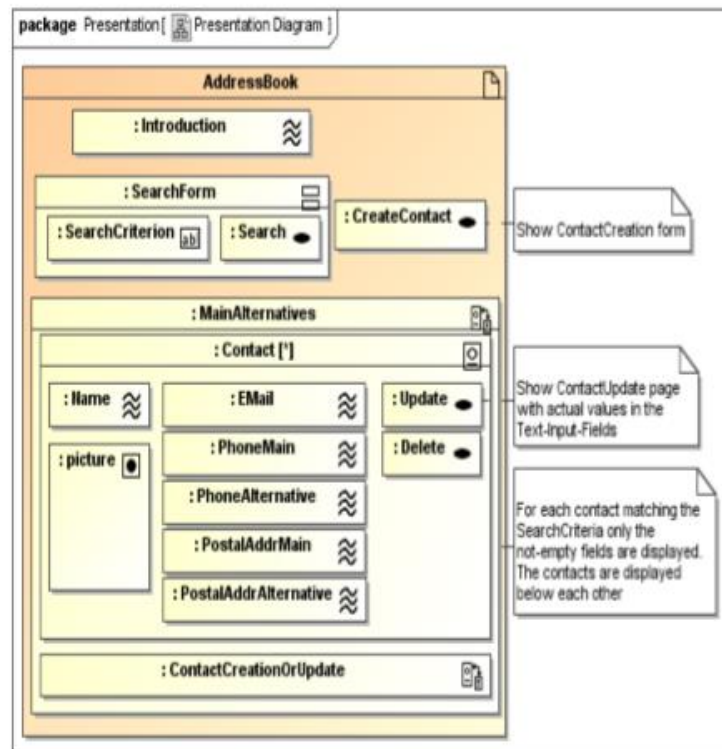 package Presentation [ Presentation Diagram ]
AddressBook
: Introduction
: SearchForm
: SearchCriterion ab
: Search
: CreateContact
Show ContactCreation form
: MainAlternatives
: Contact [*]
: Name
: EMail
: Update
Show ContactUpdate page
with actual values in the
Text-Input-Fields
: picture
: PhoneMain
: Delete
: PhoneAlternative
: PostalAddrMain
: PostalAddrAlternative
For each contact matching the
SearchCriteria only the
not-empty fields are displayed.
The contacts are displayed
below each other
: ContactCreationOrUpdate